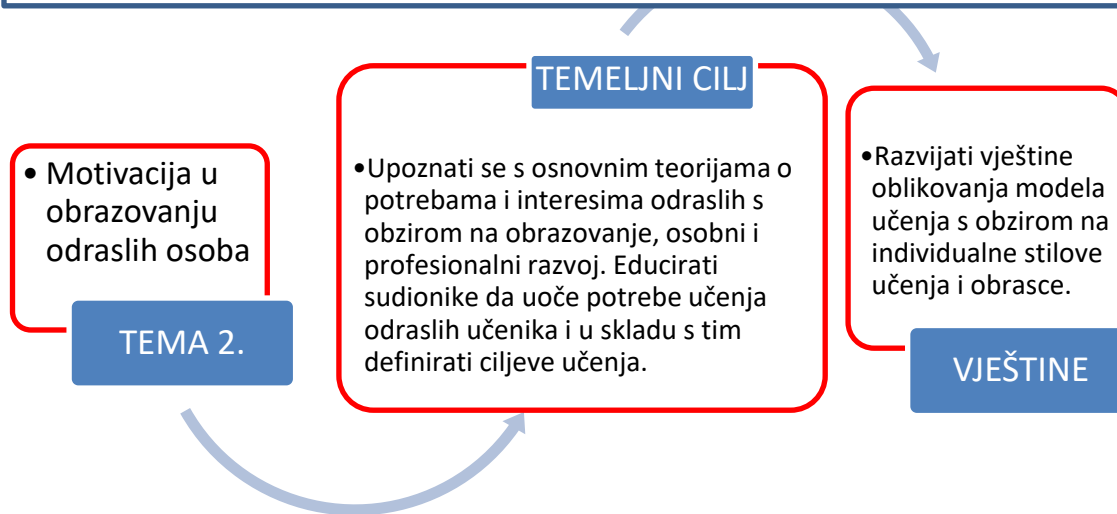 • Motivacija u
obrazovanju
odraslih osoba
TEMA 2.
TEMELJNI CILJ
•Upoznati se s osnovnim teorijama o
potrebama i interesima odraslih s
obzirom na obrazovanje, osobni i
profesionalni razvoj. Educirati
sudionike da uoče potrebe učenja
odraslih učenika i u skladu s tim
definirati ciljeve učenja.
•Razvijati vještine
oblikovanja modela
učenja s obzirom na
individualne stilove
učenja i obrasce.
VJEŠTINE